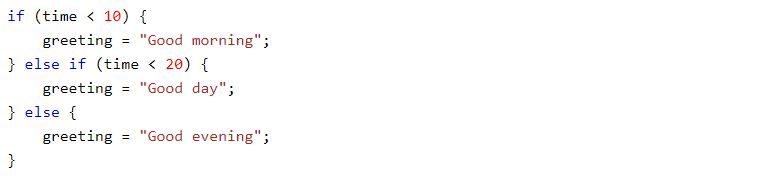 if (time < 10) {
    greeting = "Good morning";
} else if (time < 20) {
    greeting = "Good day";
} else {
    greeting = "Good evening";
}